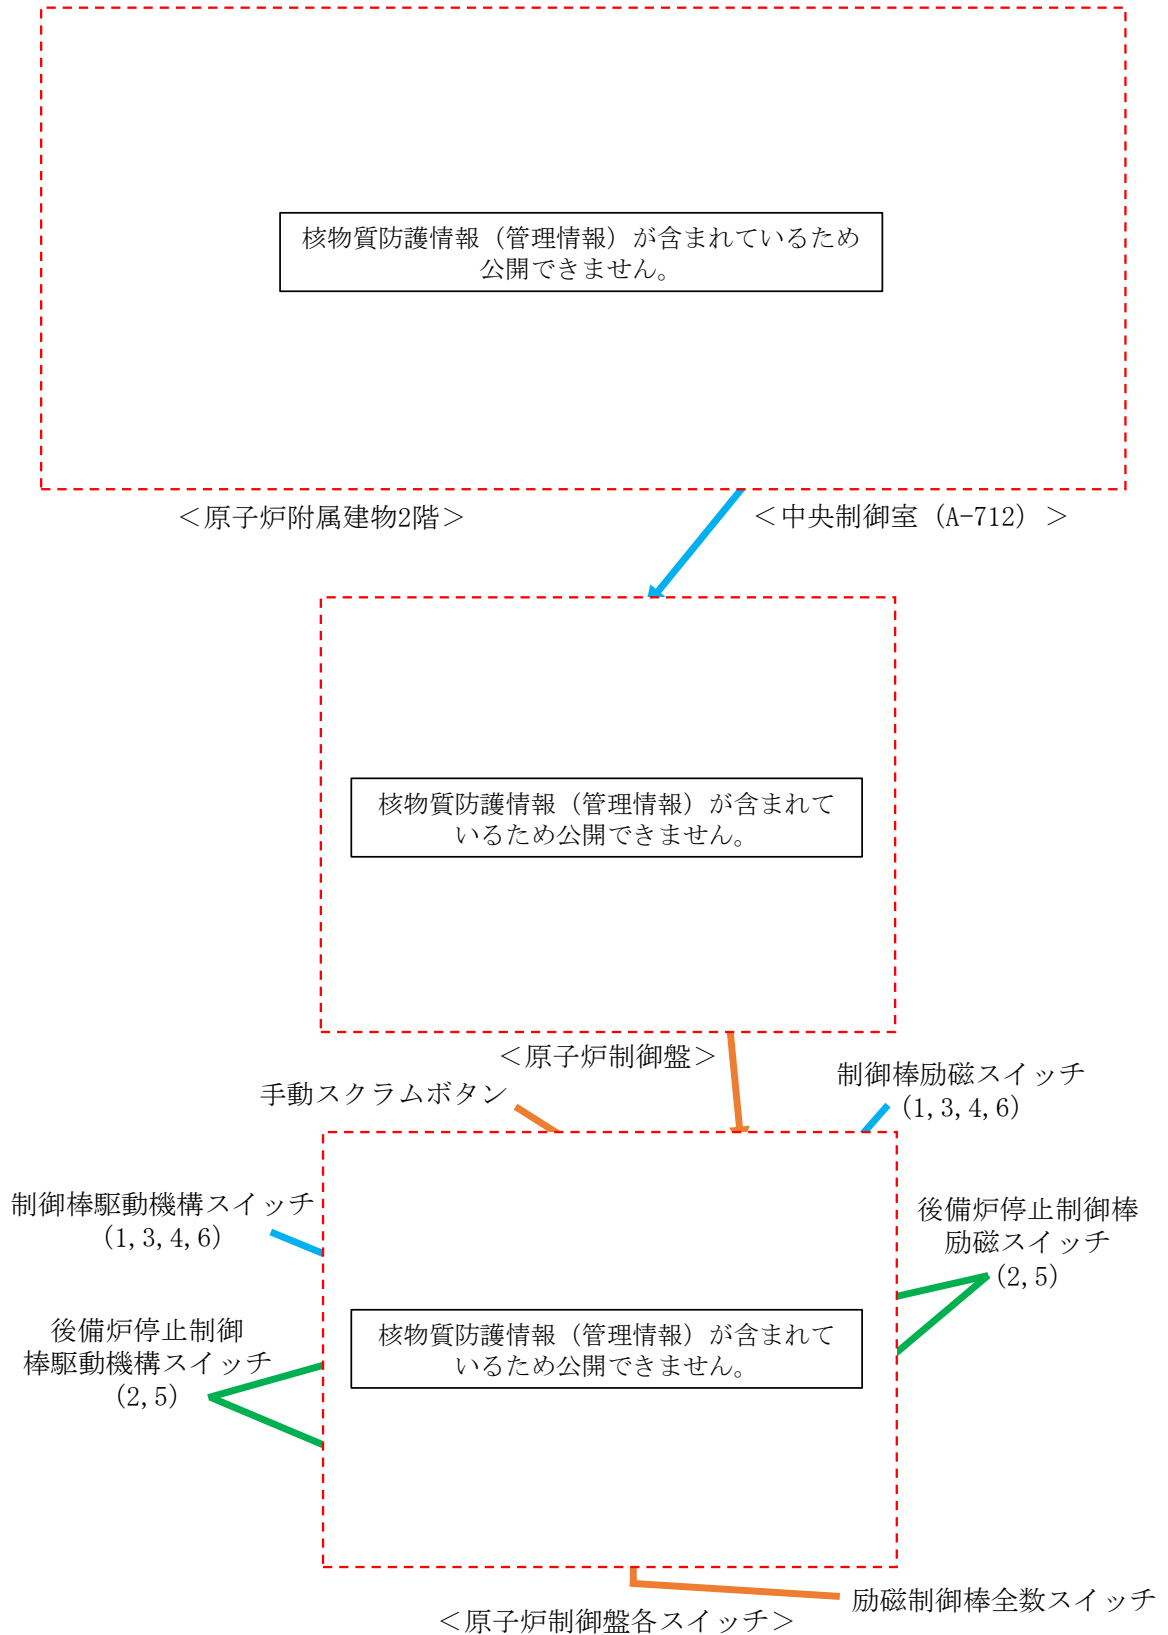 核物質防護情報（管理情報）が含まれているため
公開できません。
＜原子炉附属建物2階＞
＜中央制御室（A-712）＞
核物質防護情報（管理情報）が含まれて
いるため公開できません。
＜原子炉制御盤＞
手動スクラムボタン
制御棒励磁スイッチ
（1,3,4,6）
制御棒駆動機構スイッチ
（1,3,4,6）
後備炉停止制御棒
励磁スイッチ
（2,5）
後備炉停止制御
棒駆動機構スイッチ
（2,5）
核物質防護情報（管理情報）が含まれて
いるため公開できません。
励磁制御棒全数スイッチ
＜原子炉制御盤各スイッチ＞